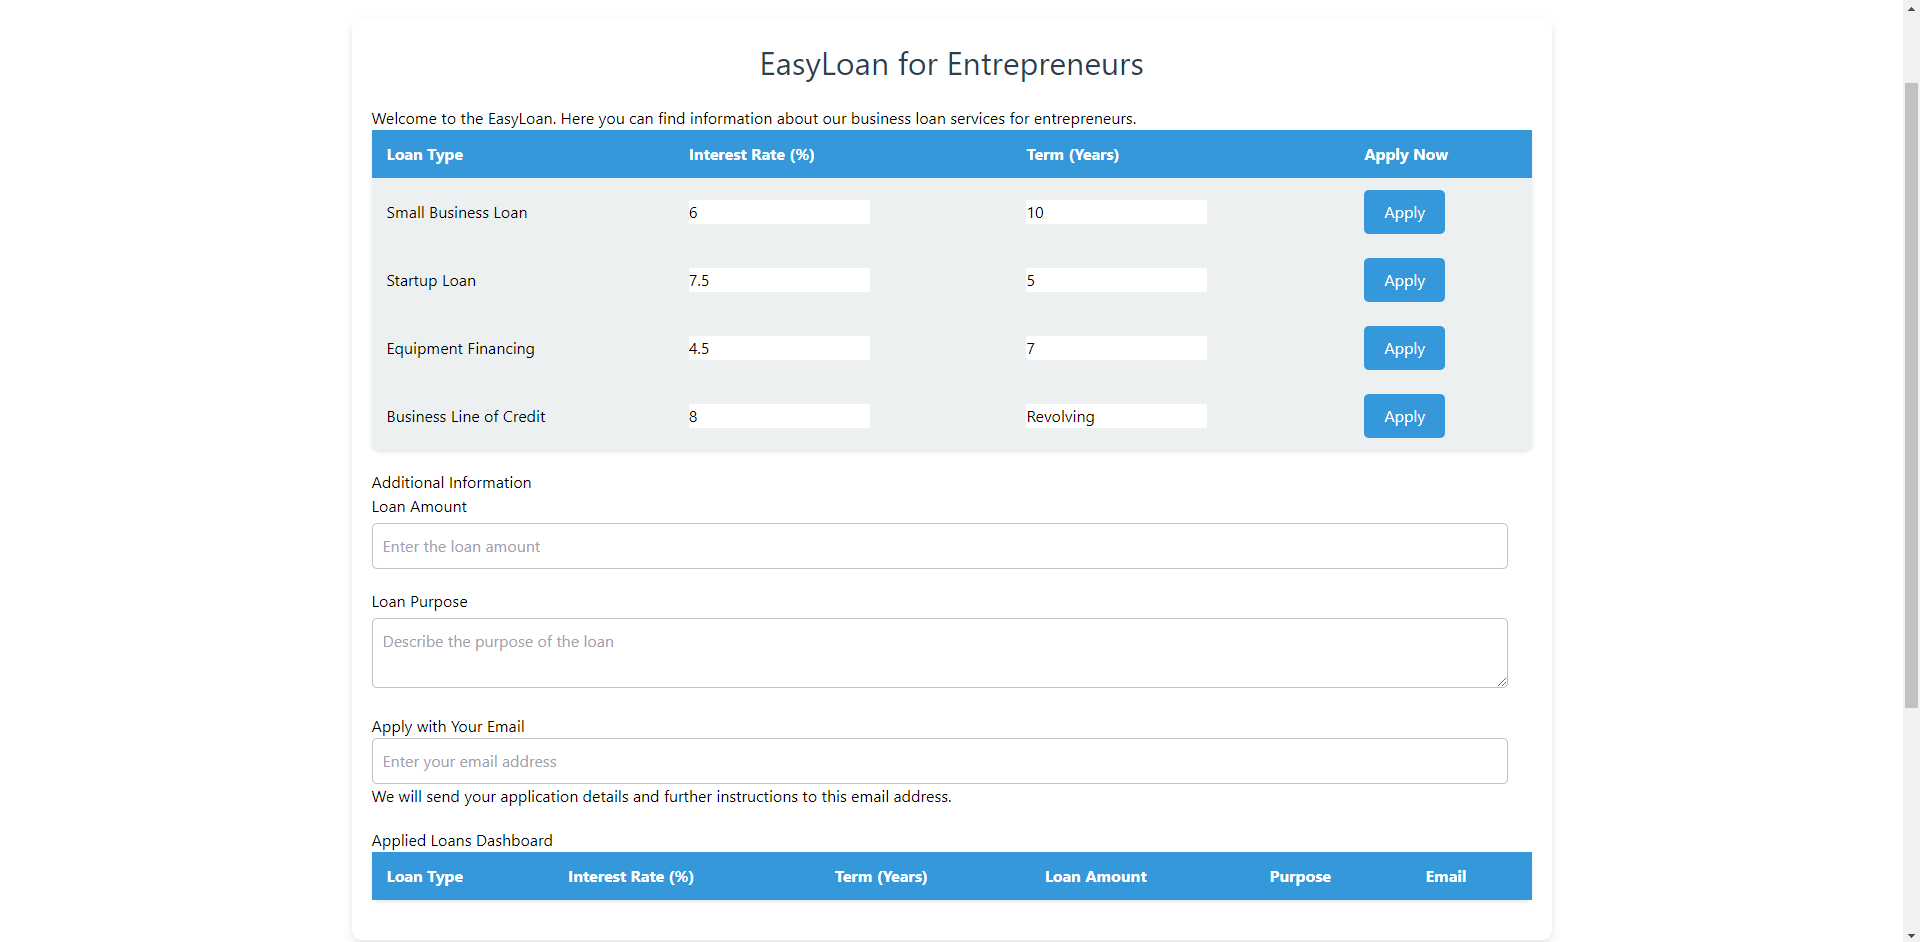 EasyLoan for Entrepreneurs
Welcome to the EasyLoan. Here you can find information about our business loan services for entrepreneurs.
Loan Type Interest Rate (%) Term (Years) Apply Now
Small Business Loan 6 10 Apply
Startup Loan 7.5 5 Apply
Equipment Financing 4.5 7 Apply
Business Line of Credit 8 Revolving Apply
Additional Information
Loan Amount
Enter the loan amount
Loan Purpose
Describe the purpose of the loan
Apply with Your Email
Enter your email address
We will send your application details and further instructions to this email address.
Applied Loans Dashboard
Loan Type Interest Rate (%) Term (Years) Loan Amount Purpose Email